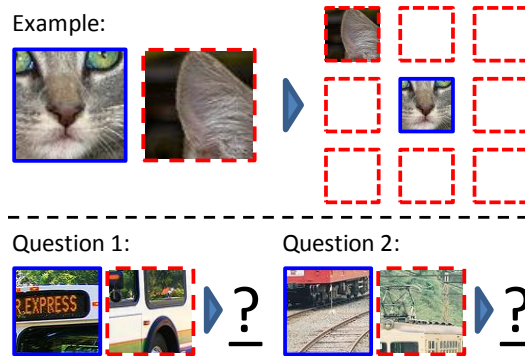 Example:
Question 1:
Question 2:
R.EXPRESS
?
?